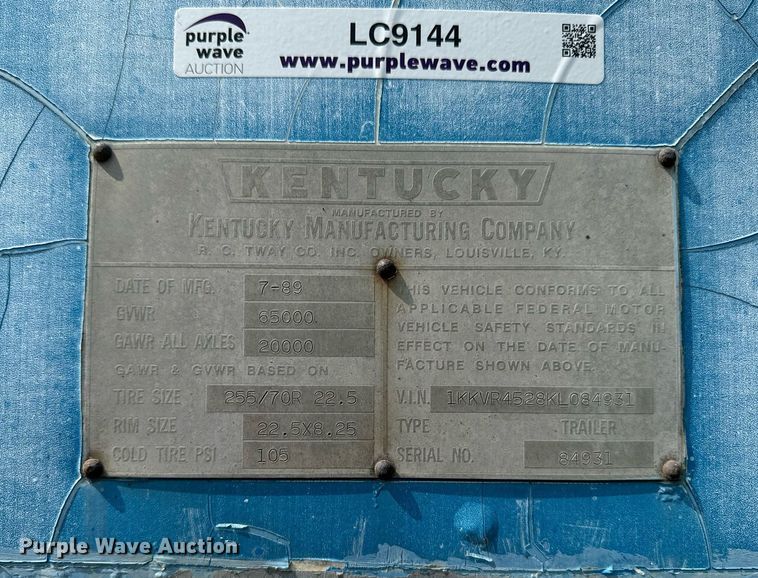 purple
wave
AUCTION
LC9144
www.purplewave.com
KENTUCKY
MANUFACTURED BY
KENTUCKY MANUFACTURING COMPANY
R. C. TWAY CO. INC. OWNERS, LOUISVILLE, KY.
DATE OF MFG. 7-89
GVWR 65000
GAWR ALL AXLES 20000
GAWR & GVWR BASED ON
TIRE SIZE 255/70R 22.5
RIM SIZE 22.5X8.25
COLD TIRE PSI 105
THIS VEHICLE CONFORMS TO ALL
APPLICABLE FEDERAL MOTOR
VEHICLE SAFETY STANDARDS IN
EFFECT ON THE DATE OF MANU-
FACTURE SHOWN ABOVE.
V.I.N. 1KKVR4528KL084931
TYPE TRAILER
SERIAL NO. 84931
Purple Wave Auction
Purple Wave Auction